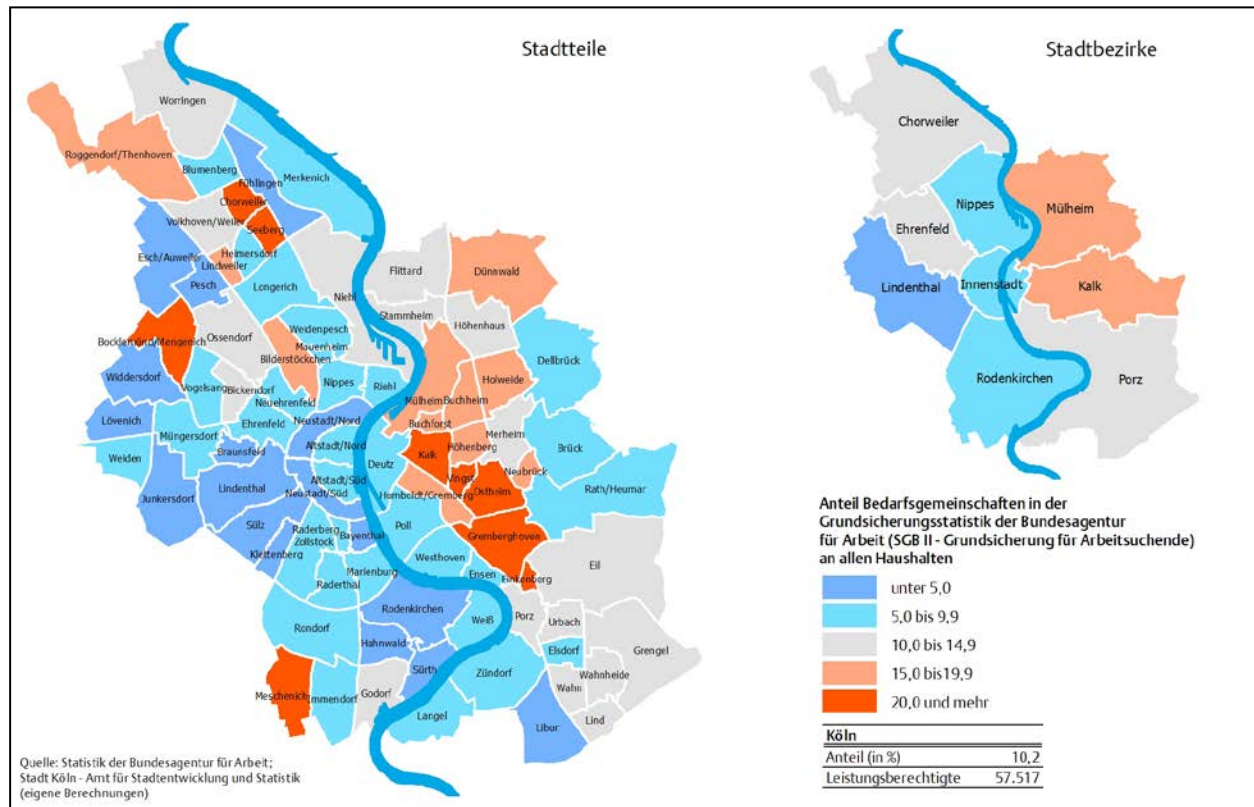 Stadtteile
Stadtbezirke
Worringen
Roggendorf/Thenhoven
Blumenberg
Fühlingen
Merkenich
Chorweiler
Volkhoven/Weiler
Seeberg
Heimersdorf
Esch/Auweiler
Lindweiler
Pesch
Longerich
Niehl
Flittard
Dünnwald
Stammheim
Höhenhaus
Ossendorf
Weidenpesch
Bocklemünd/Mengenich
Mauenheim
Bilderstöckchen
Dellbrück
Widdersdorf
Vogelsang
Bickendorf
Nippes
Riehl
Holweide
Neuehrenfeld
Mülheim
Buchheim
Lövenich
Ehrenfeld
Neustadt/Nord
Buchforst
Müngersdorf
Merheim
Altstadt/Nord
Höhenberg
Braunsfeld
Kalk
Brück
Weiden
Deutz
Vingst
Neubrück
Lindenthal
Altstadt/Süd
Ostheim
Rath/Heumar
Junkersdorf
Neustadt/Süd
Humboldt/Gremberg
Sülz
Raderberg
Poll
Zollstock
Bayenthal
Gremberghoven
Klettenberg
Westhoven
Marienburg
Eil
Raderthal
Ensen
Finkenberg
Rodenkirchen
Weiß
Porz
Urbach
Rondorf
Hahnwald
Elsdorf
Grengel
Sürth
Zündorf
Wahnheide
Meschenich
Immendorf
Godorf
Wahn
Langel
Libur
Lind
Chorweiler
Nippes
Mülheim
Ehrenfeld
Lindenthal
Innenstadt
Kalk
Rodenkirchen
Porz
Anteil Bedarfsgemeinschaften in der
Grundsicherungsstatistik der Bundesagentur
für Arbeit (SGB II - Grundsicherung für Arbeitsuchende)
an allen Haushalten
unter 5,0
5,0 bis 9,9
10,0 bis 14,9
15,0 bis19,9
20,0 und mehr
Köln
Anteil (in %) 10,2
Leistungsberechtigte 57.517
Quelle: Statistik der Bundesagentur für Arbeit;
Stadt Köln - Amt für Stadtentwicklung und Statistik
(eigene Berechnungen)